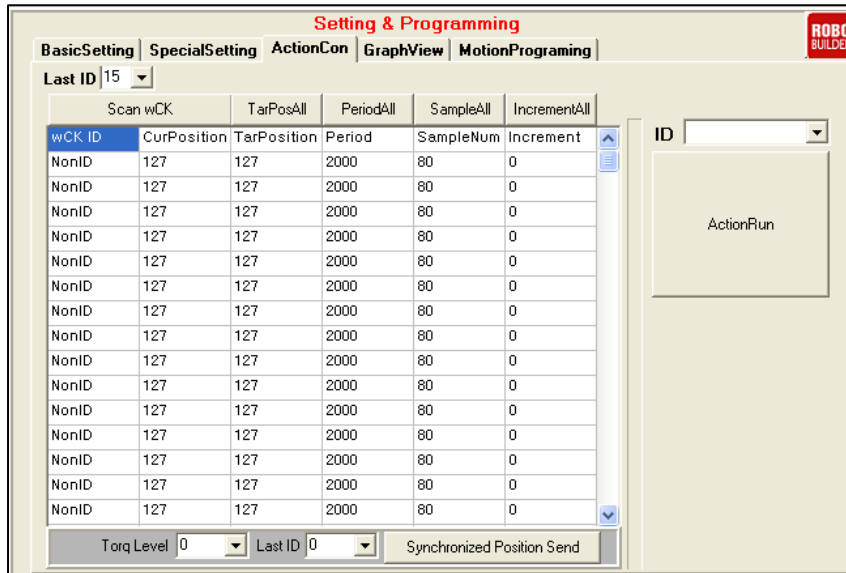 Setting & Programming
ROBO
BUILDE
BasicSetting SpecialSetting ActionCon GraphView MotionPrograming
Last ID 15
Scan wCK TarPosAll PeriodAll SampleAll IncrementAll
wCK ID CurPosition TarPosition Period SampleNum Increment
ID
NonID 127 127 2000 80 0
NonID 127 127 2000 80 0
NonID 127 127 2000 80 0
ActionRun
NonID 127 127 2000 80 0
NonID 127 127 2000 80 0
NonID 127 127 2000 80 0
NonID 127 127 2000 80 0
NonID 127 127 2000 80 0
NonID 127 127 2000 80 0
NonID 127 127 2000 80 0
NonID 127 127 2000 80 0
NonID 127 127 2000 80 0
NonID 127 127 2000 80 0
NonID 127 127 2000 80 0
NonID 127 127 2000 80 0
Torq Level 0 Last ID 0 Synchronized Position Send